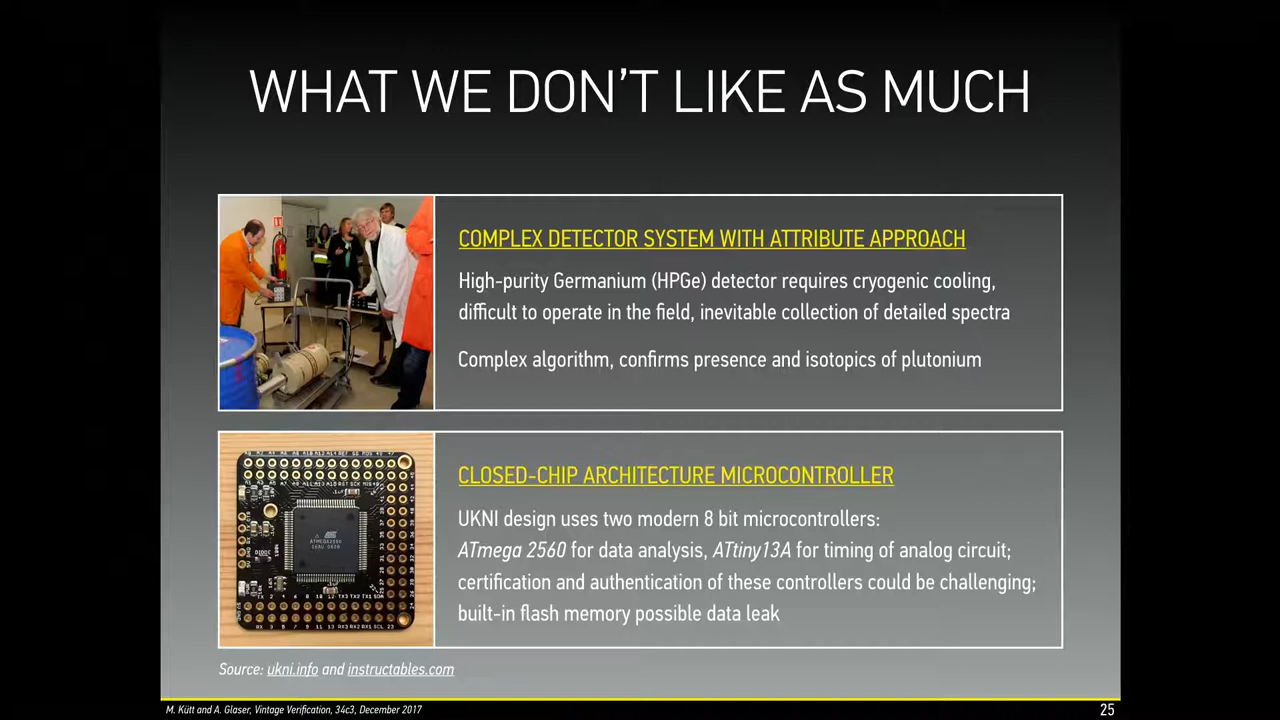 WHAT WE DON'T LIKE AS MUCH
COMPLEX DETECTOR SYSTEM WITH ATTRIBUTE APPROACH
High-purity Germanium (HPGe) detector requires cryogenic cooling,
difficult to operate in the field, inevitable collection of detailed spectra
Complex algorithm, confirms presence and isotopics of plutonium
ATMEGA2560
CLOSED-CHIP ARCHITECTURE MICROCONTROLLER
UKNI design uses two modern 8 bit microcontrollers:
ATmega 2560 for data analysis, ATtiny13A for timing of analog circuit;
certification and authentication of these controllers could be challenging;
built-in flash memory possible data leak
Source: ukni.info and instructables.com
M. Kütt and A. Glaser, Vintage Verification, 34c3, December 2017
25